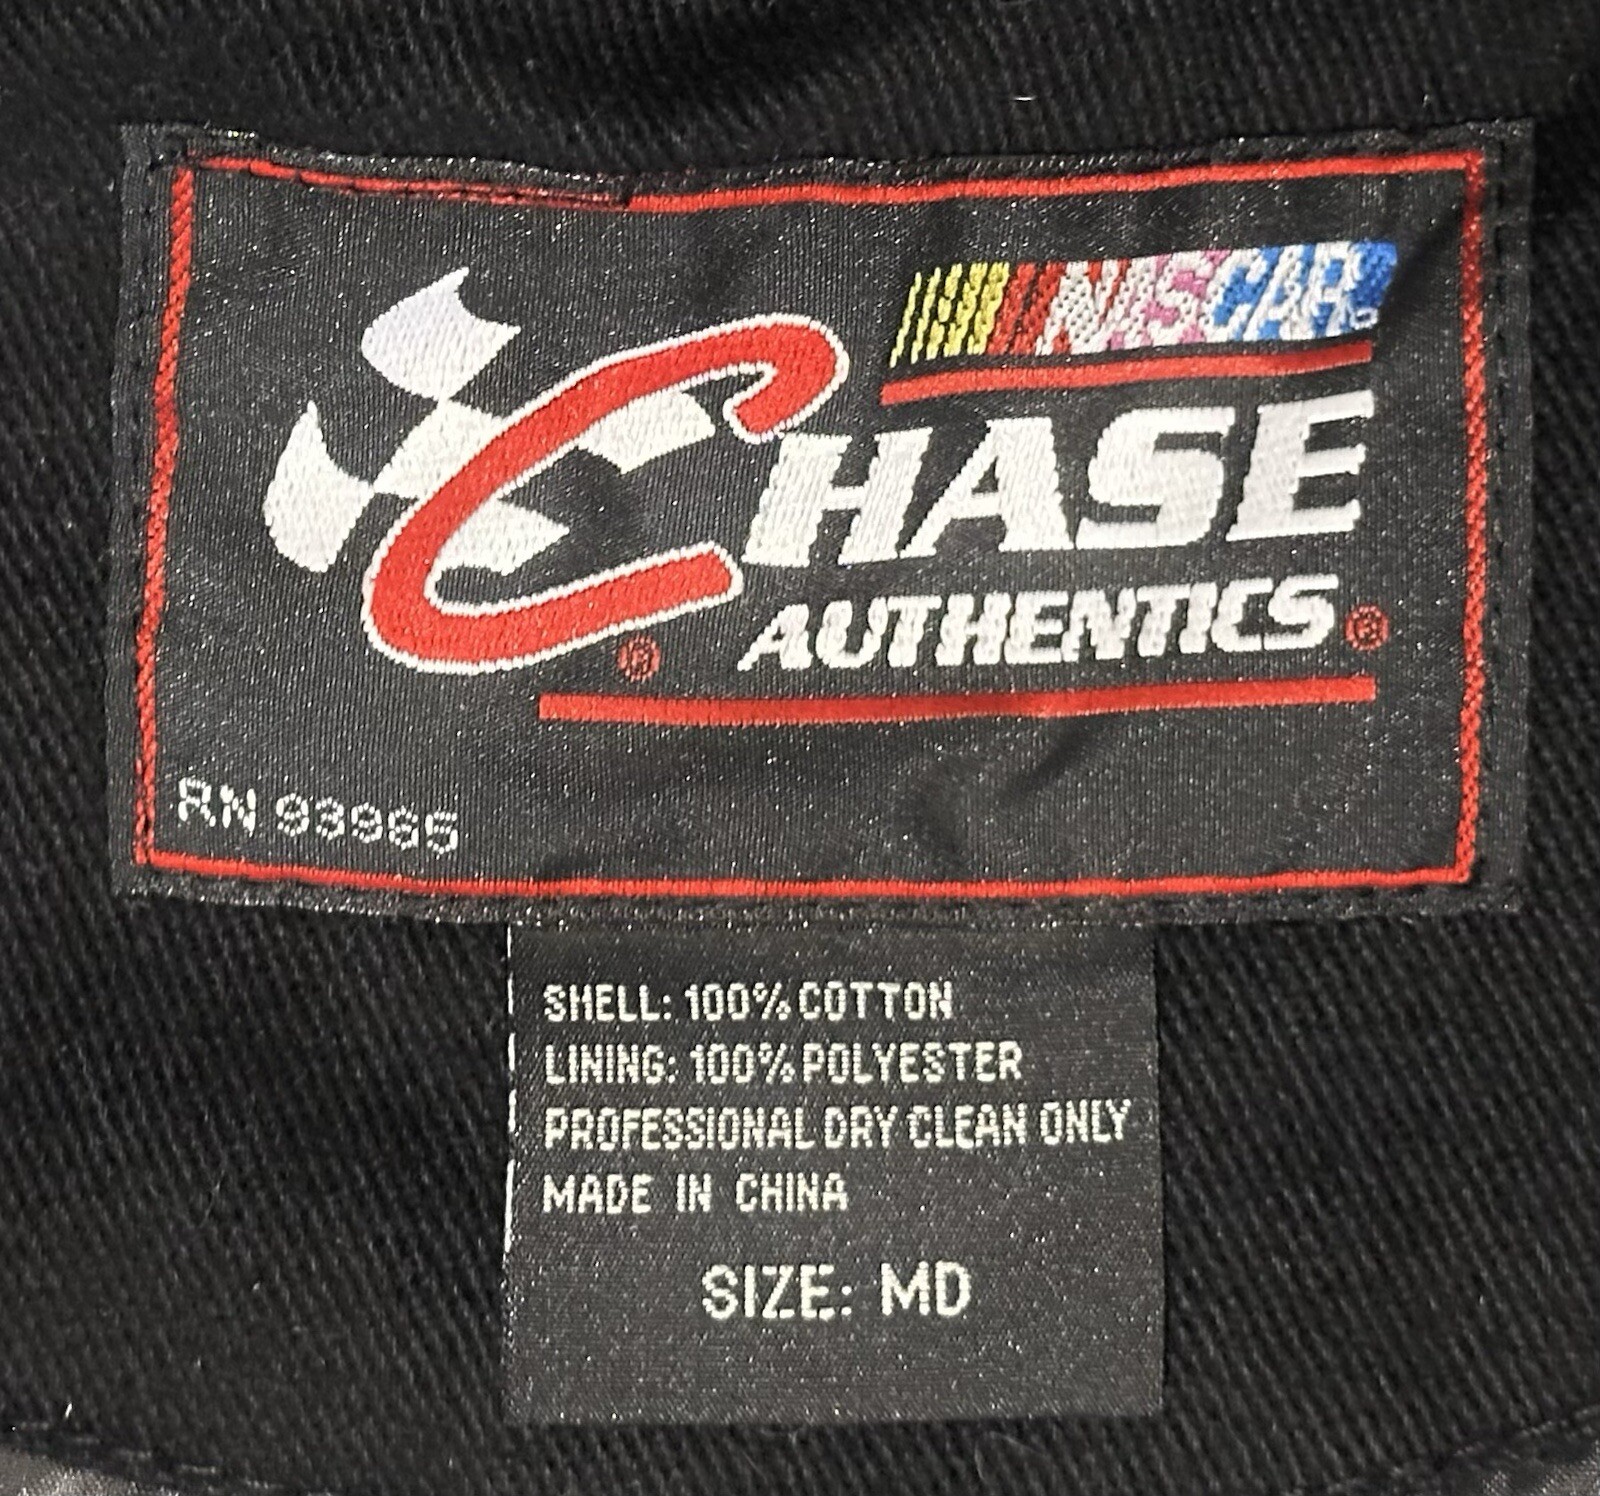 NASCAR
CHASE
AUTHENTICS®
®
RN 93965
SHELL: 100% COTTON
LINING: 100% POLYESTER
PROFESSIONAL DRY CLEAN ONLY
MADE IN CHINA
SIZE: MD